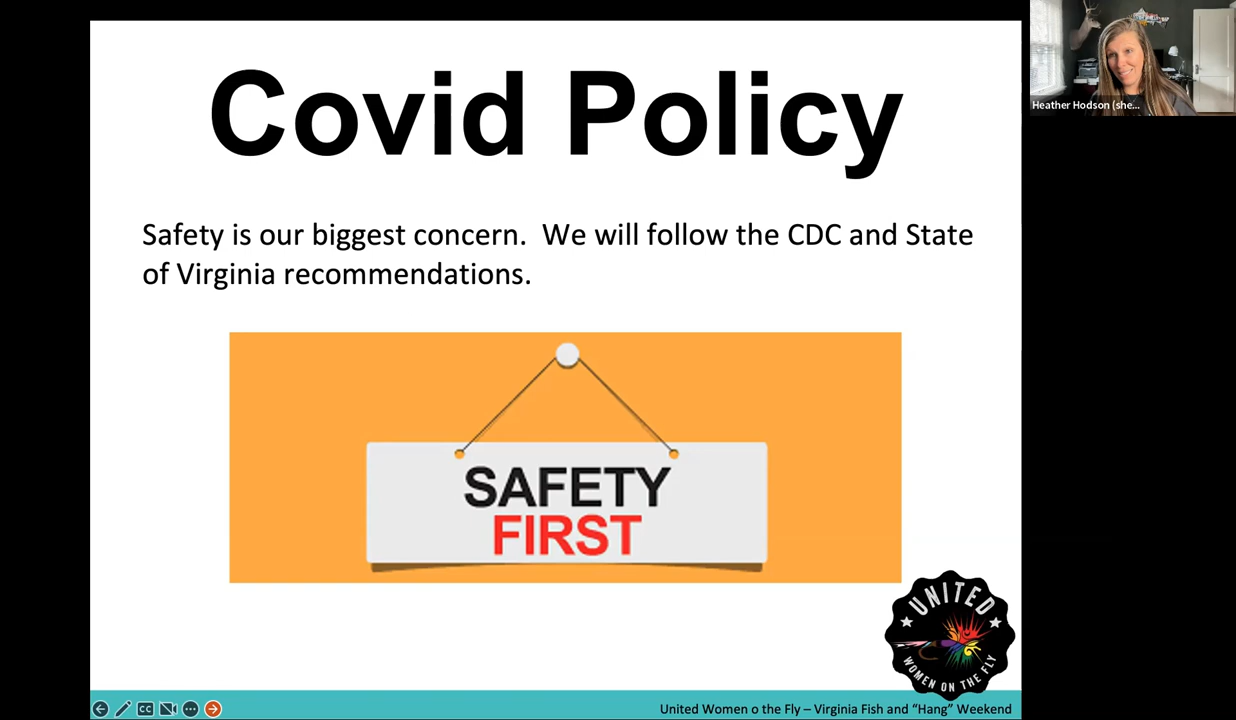 Covid Policy
Heather Hodson (she...
Safety is our biggest concern.  We will follow the CDC and State
of Virginia recommendations.
SAFETY
FIRST
UNITED
WOMEN ON THE FLY
CC
United Women o the Fly – Virginia Fish and “Hang” Weekend